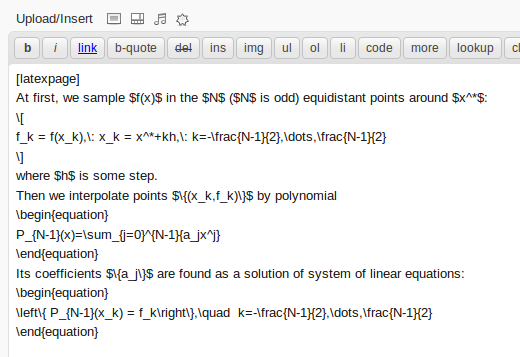 Upload/Insert
b i link b-quote del ins img ul ol li code more lookup cl
[latexpage]
At first, we sample $f(x)$ in the $N$ ($N$ is odd) equidistant points around $x^*$:
\[
f_k = f(x_k),\: x_k = x^*+kh,\: k=-\frac{N-1}{2},\dots,\frac{N-1}{2}
\]
where $h$ is some step.
Then we interpolate points $\{(x_k,f_k)\}$ by polynomial
\begin{equation}
P_{N-1}(x)=\sum_{j=0}^{N-1}{a_jx^j}
\end{equation}
Its coefficients $\{a_j\}$ are found as a solution of system of linear equations:
\begin{equation}
\left\{ P_{N-1}(x_k) = f_k\right\},\quad  k=-\frac{N-1}{2},\dots,\frac{N-1}{2}
\end{equation}